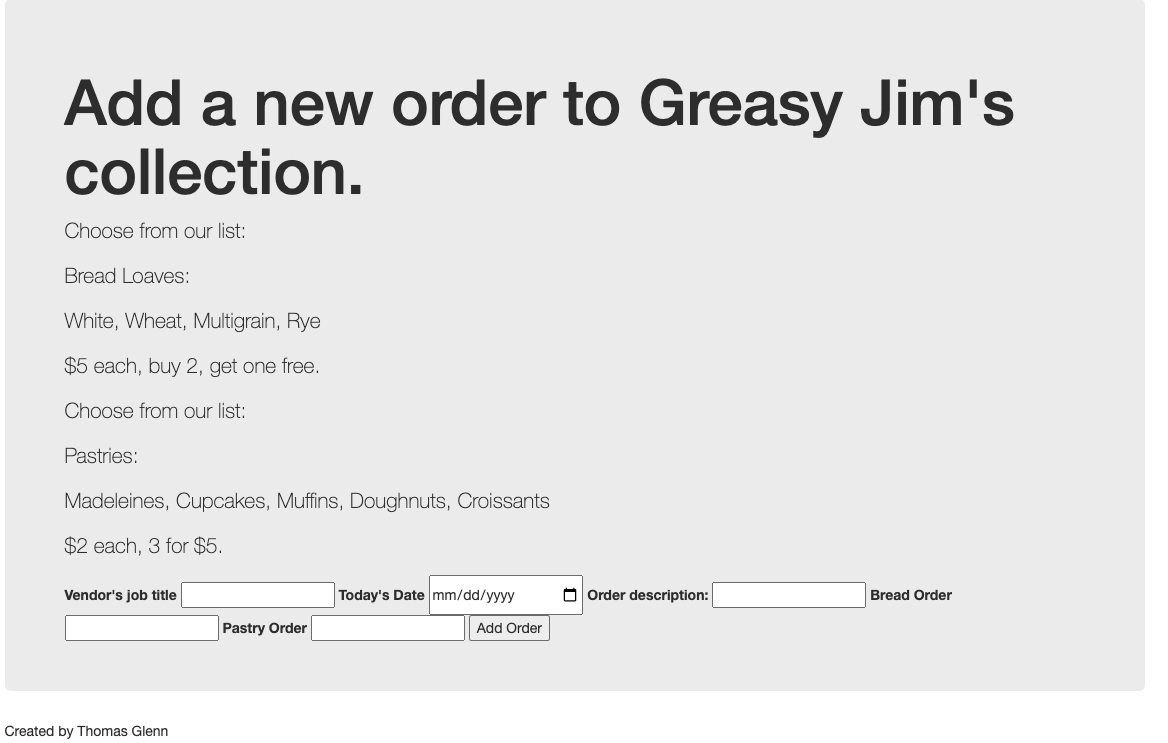 Add a new order to Greasy Jim's
collection.
Choose from our list:
Bread Loaves:
White, Wheat, Multigrain, Rye
$5 each, buy 2, get one free.
Choose from our list:
Pastries:
Madeleines, Cupcakes, Muffins, Doughnuts, Croissants
$2 each, 3 for $5.
Vendor's job title Today's Date mm/dd/yyyy Order description: Bread Order
Pastry Order Add Order
Created by Thomas Glenn